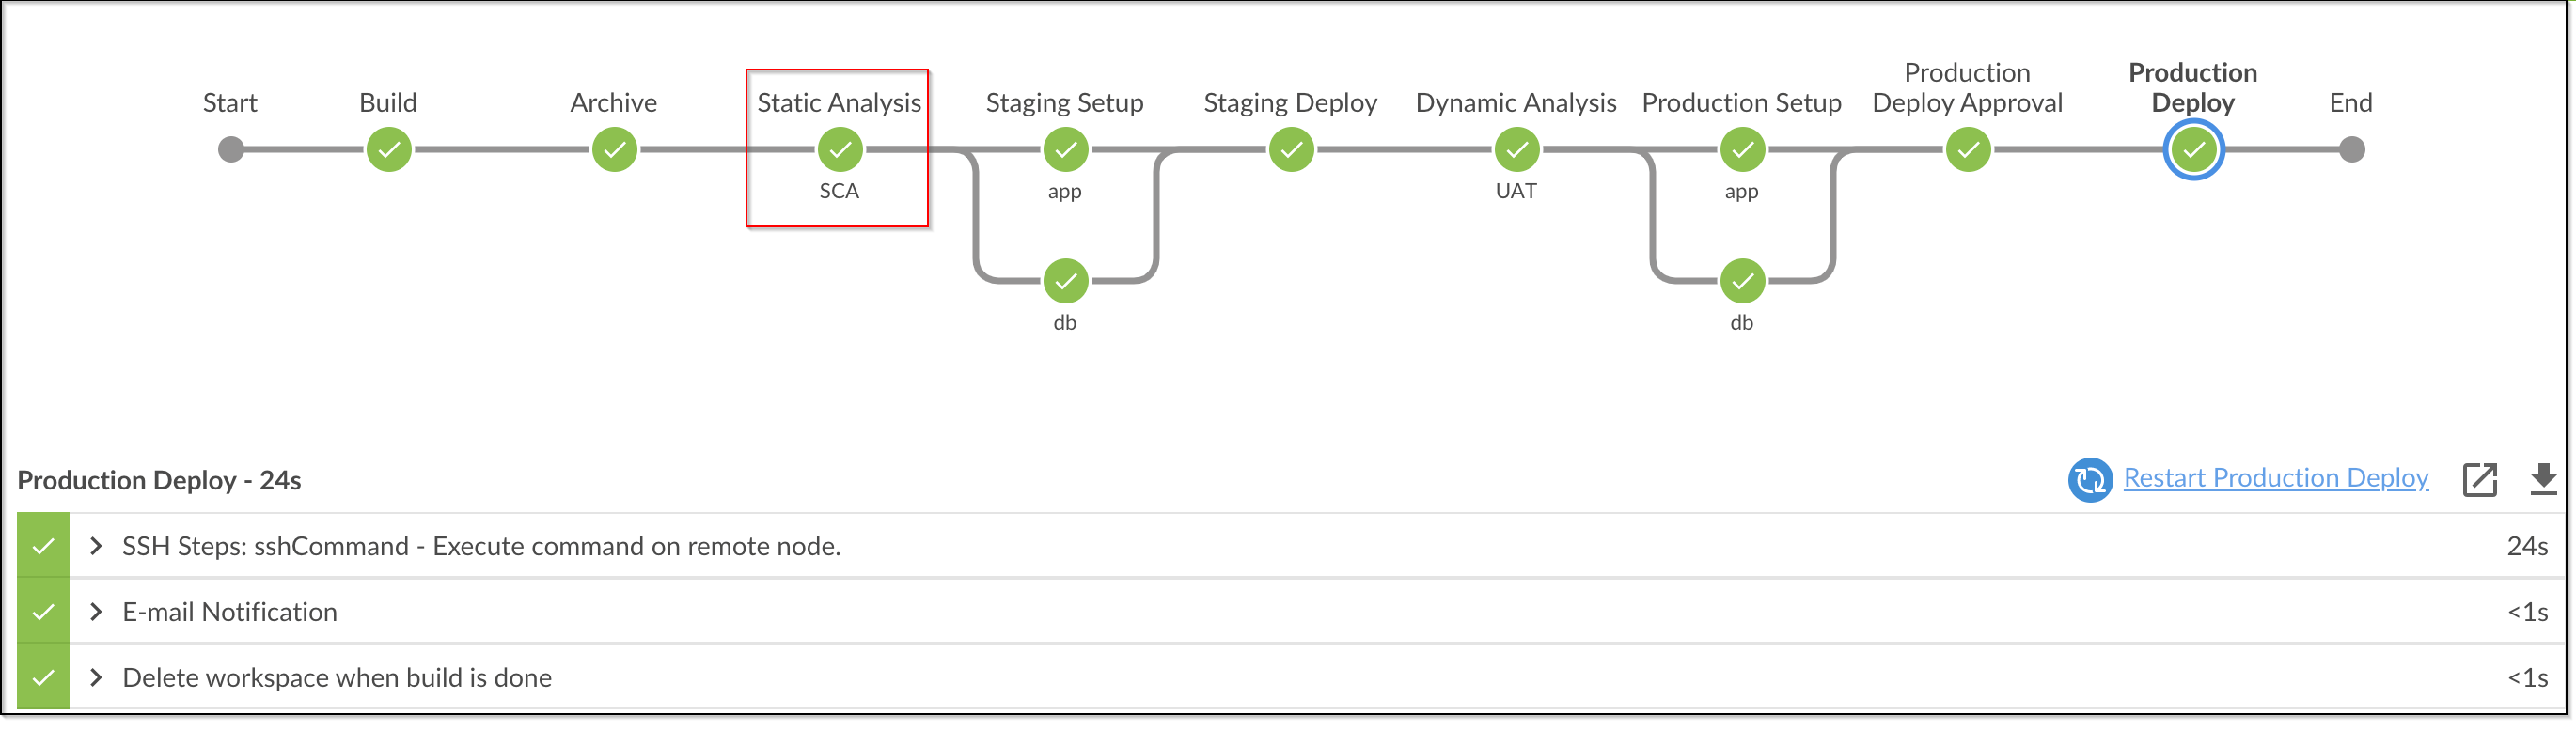 Start
Build
Archive
Static Analysis
Staging Setup
Staging Deploy
Dynamic Analysis
Production Setup
Production
Deploy Approval
Production
Deploy
End
SCA
app
UAT
app
db
db
Production Deploy - 24s
Restart Production Deploy
SSH Steps: sshCommand - Execute command on remote node. 24s
E-mail Notification <1s
Delete workspace when build is done <1s